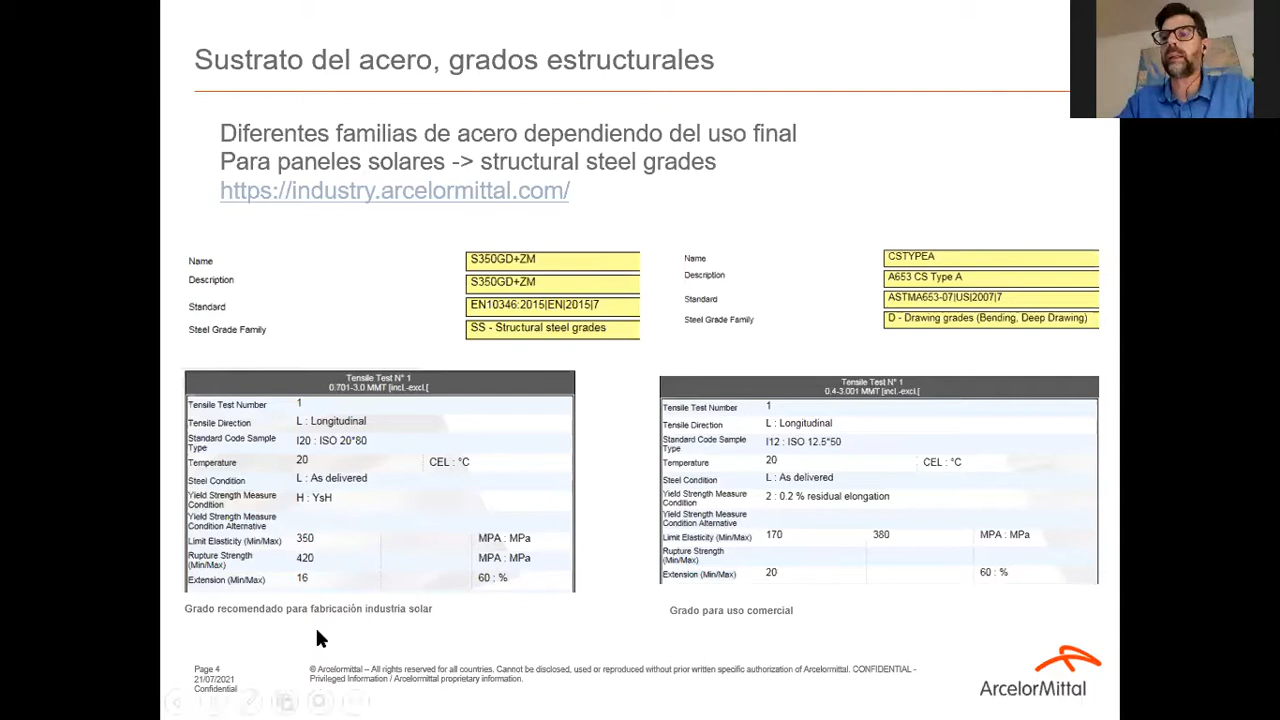 Sustrato del acero, grados estructurales
Diferentes familias de acero dependiendo del uso final
Para paneles solares -> structural steel grades
https://industry.arcelormittal.com/
Name S350GD+ZM
Description S350GD+ZM
Standard EN10346:2015|EN|2015|7
Steel Grade Family SS - Structural steel grades
Name CSTYPEA
Description A653 CS Type A
Standard ASTMA653-07|US|2007|7
Steel Grade Family D - Drawing grades (Bending, Deep Drawing)
Tensile Test N° 1
0.701-3.0 MMT [incl.-excl.[
Tensile Test Number 1
Tensile Direction L : Longitudinal
Standard Code Sample Type I20 : ISO 20*80
Temperature 20 CEL : °C
Steel Condition L : As delivered
Yield Strength Measure Condition H : YsH
Yield Strength Measure Condition Alternative
Limit Elasticity (Min/Max) 350 MPA : MPa
Rupture Strength (Min/Max) 420 MPA : MPa
Extension (Min/Max) 16 60 : %
Grado recomendado para fabricación industria solar
Tensile Test N° 1
0.4-3.001 MMT [incl.-excl.[
Tensile Test Number 1
Tensile Direction L : Longitudinal
Standard Code Sample Type I12 : ISO 12.5*50
Temperature 20 CEL : °C
Steel Condition L : As delivered
Yield Strength Measure Condition 2 : 0.2 % residual elongation
Yield Strength Measure Condition Alternative
Limit Elasticity (Min/Max) 170 380 MPA : MPa
Rupture Strength (Min/Max)
Extension (Min/Max) 20 60 : %
Grado para uso comercial
Page 4
21/07/2021
Confidential
© Arcelormittal – All rights reserved for all countries. Cannot be disclosed, used or reproduced without prior written specific authorization of Arcelormittal. CONFIDENTIAL -
Privileged Information / Arcelormittal proprietary information.
ArcelorMittal